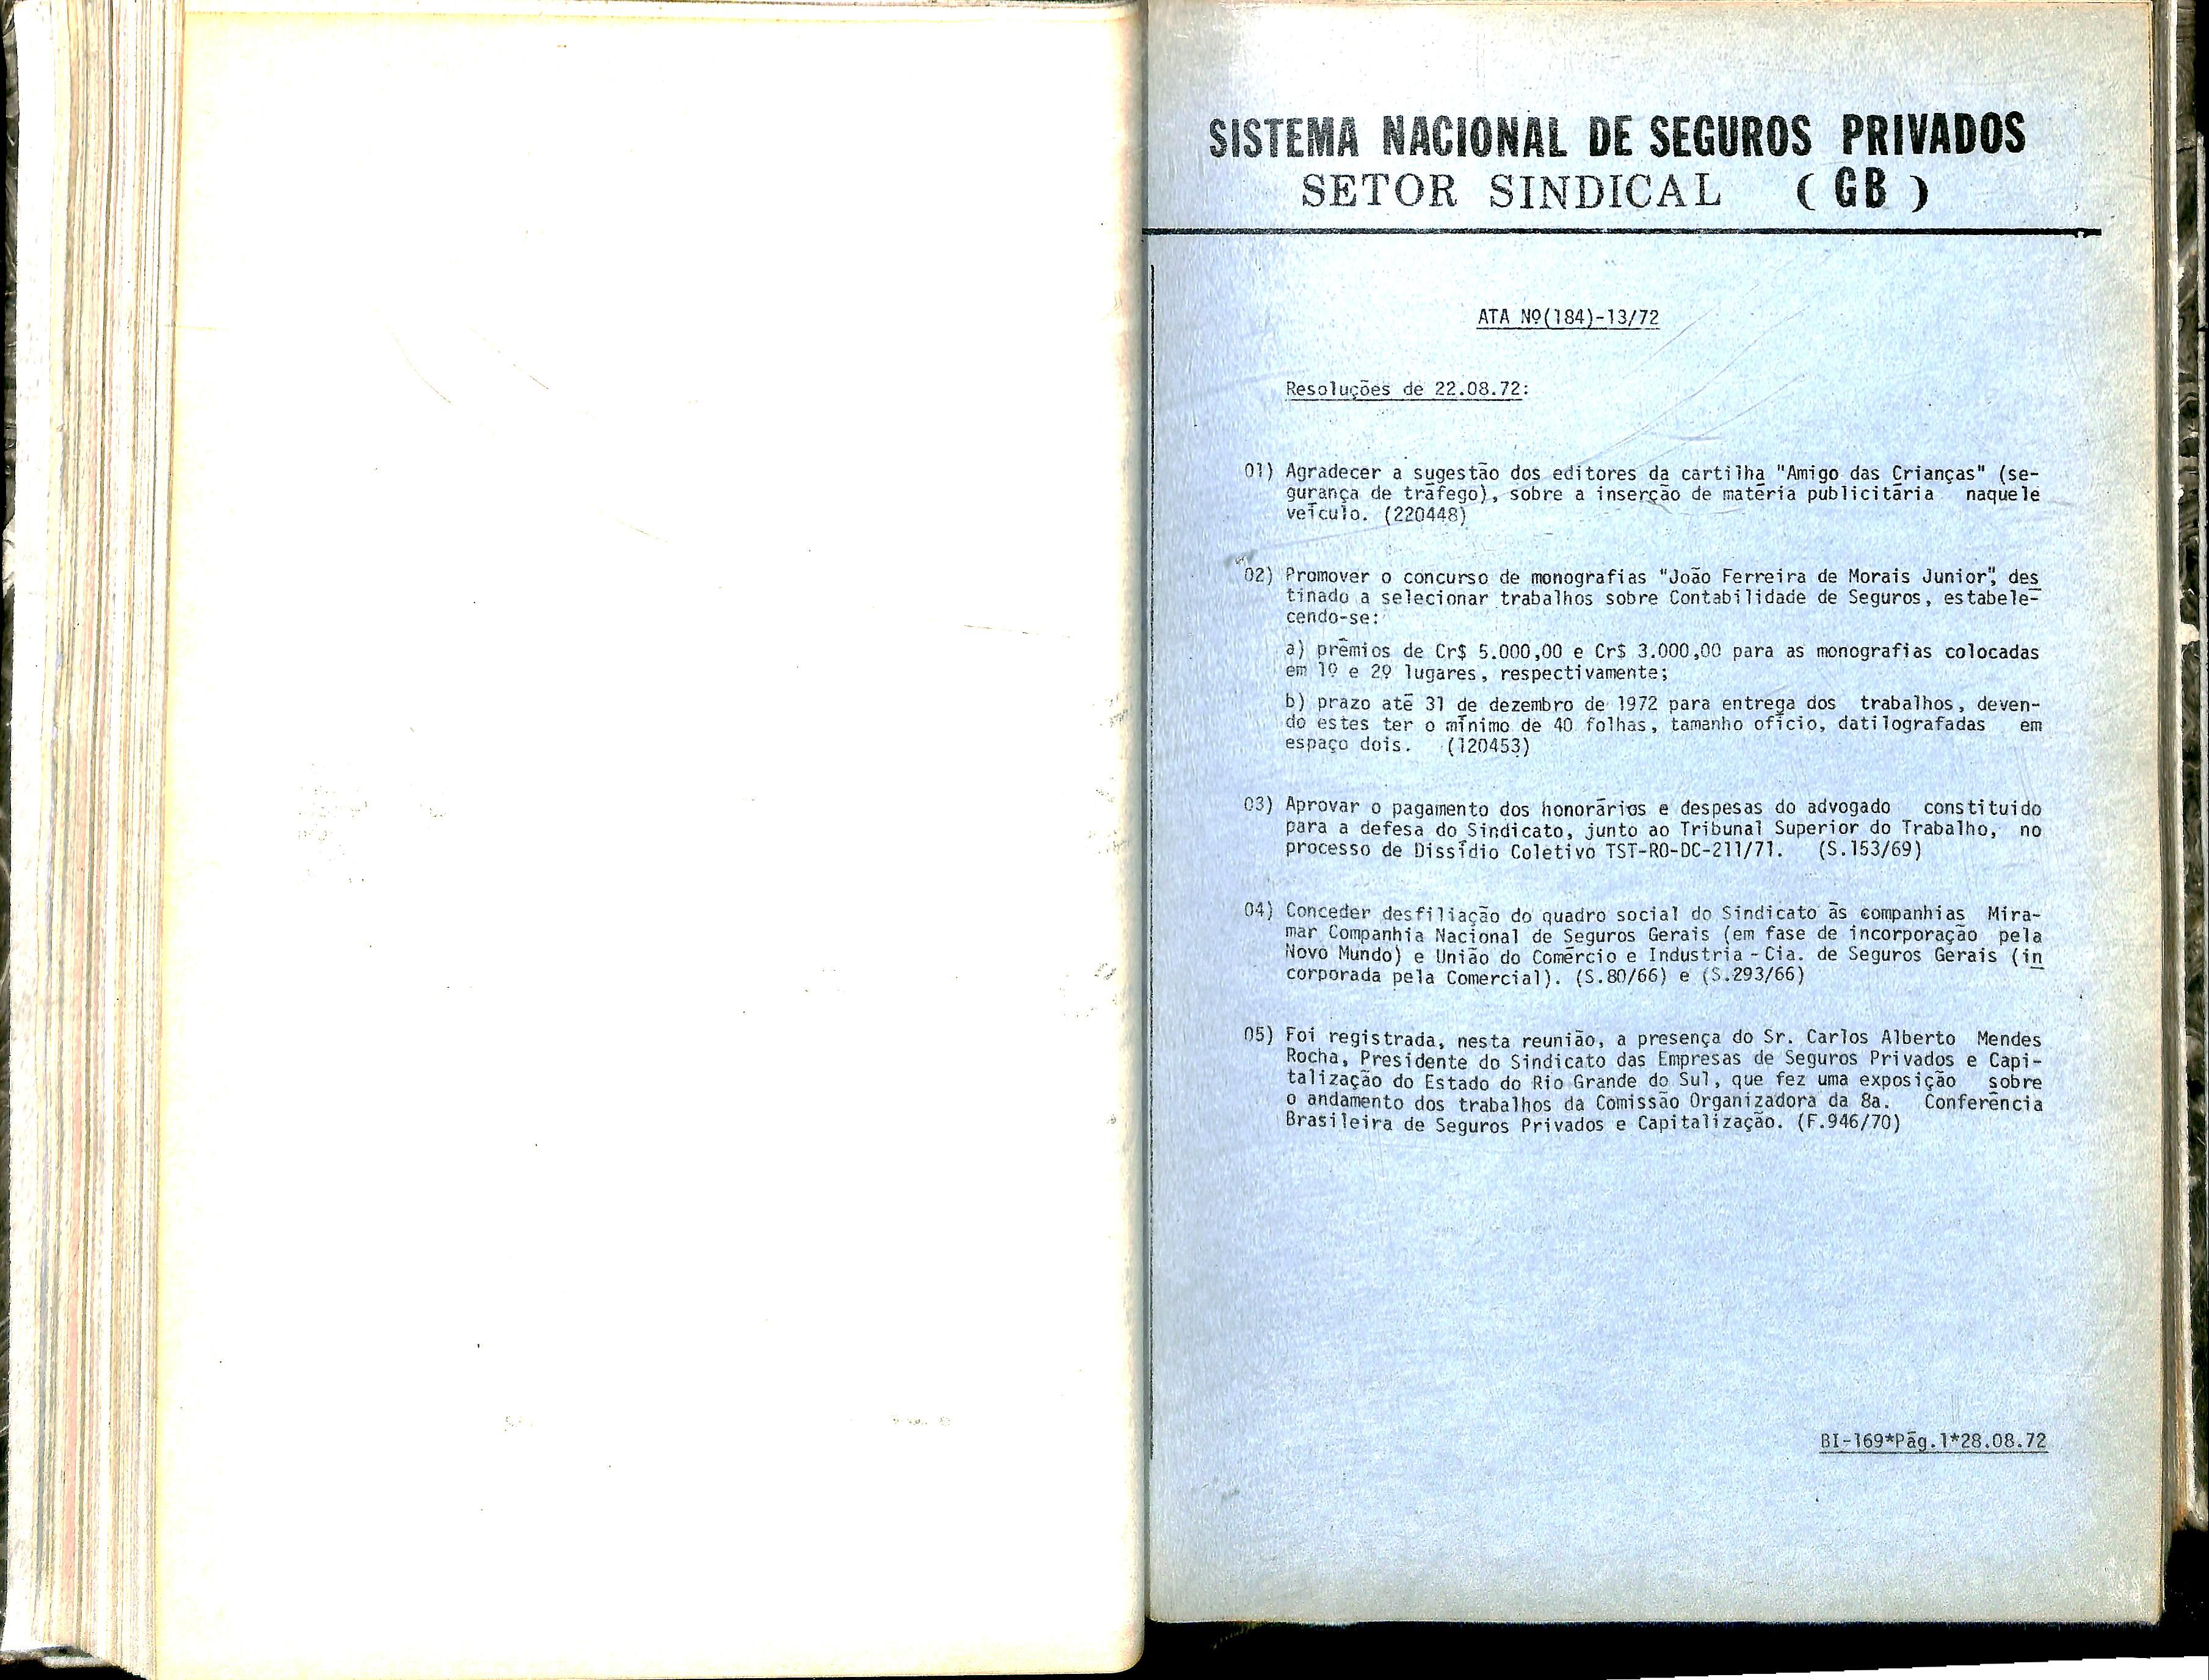 SISTEMA NACIONAL DE SEGUROS PRIVADOS
SETOR SINDICAL (GB)
ATA Nº(184)-13/72
Resoluções de 22.08.72:
01) Agradecer a sugestão dos editores da cartilha "Amigo das Crianças" (se-
gurança de tráfego), sobre a inserção de matéria publicitária naquele
veículo. (220448)
02) Promover o concurso de monografias "João Ferreira de Morais Junior", des
tinado a selecionar trabalhos sobre Contabilidade de Seguros, estabele-
cendo-se:
a) prêmios de Cr$ 5.000,00 e Cr$ 3.000,00 para as monografias colocadas
em 1º e 2º lugares, respectivamente;
b) prazo até 31 de dezembro de 1972 para entrega dos trabalhos, deven-
do estes ter o mínimo de 40 folhas, tamanho ofício, datilografadas em
espaço dois. (120453)
03) Aprovar o pagamento dos honorários e despesas do advogado constituido
para a defesa do Sindicato, junto ao Tribunal Superior do Trabalho, no
processo de Dissídio Coletivo TST-RO-DC-211/71. (S.153/69)
04) Conceder desfiliação do quadro social do Sindicato às companhias Mira-
mar Companhia Nacional de Seguros Gerais (em fase de incorporação pela
Novo Mundo) e União do Comércio e Industria - Cia. de Seguros Gerais (in
corporada pela Comercial). (S.80/66) e (S.293/66)
05) Foi registrada, nesta reunião, a presença do Sr. Carlos Alberto Mendes
Rocha, Presidente do Sindicato das Empresas de Seguros Privados e Capi-
talização do Estado do Rio Grande do Sul, que fez uma exposição sobre
o andamento dos trabalhos da Comissão Organizadora da 8a. Conferência
Brasileira de Seguros Privados e Capitalização. (F.946/70)
BI-169*Pág.1*28.08.72